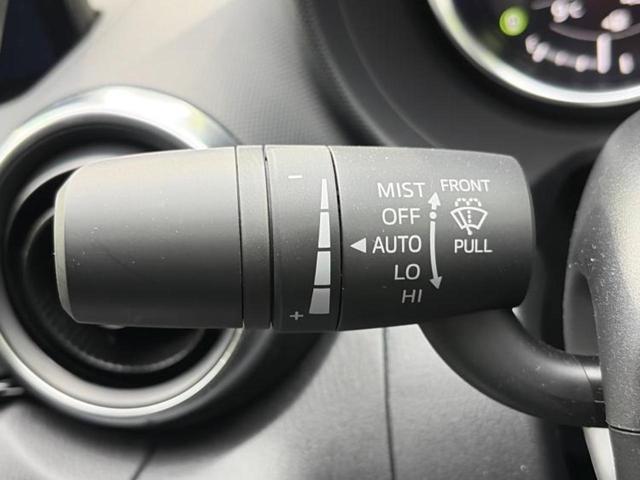 −
MIST FRONT
OFF
AUTO PULL
LO
HI
+